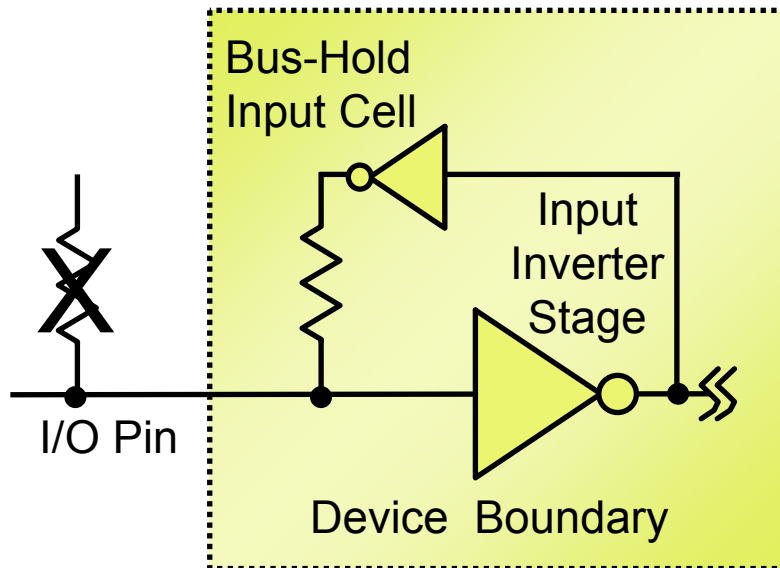 Bus-Hold
Input Cell
Input
Inverter
Stage
I/O Pin
Device Boundary